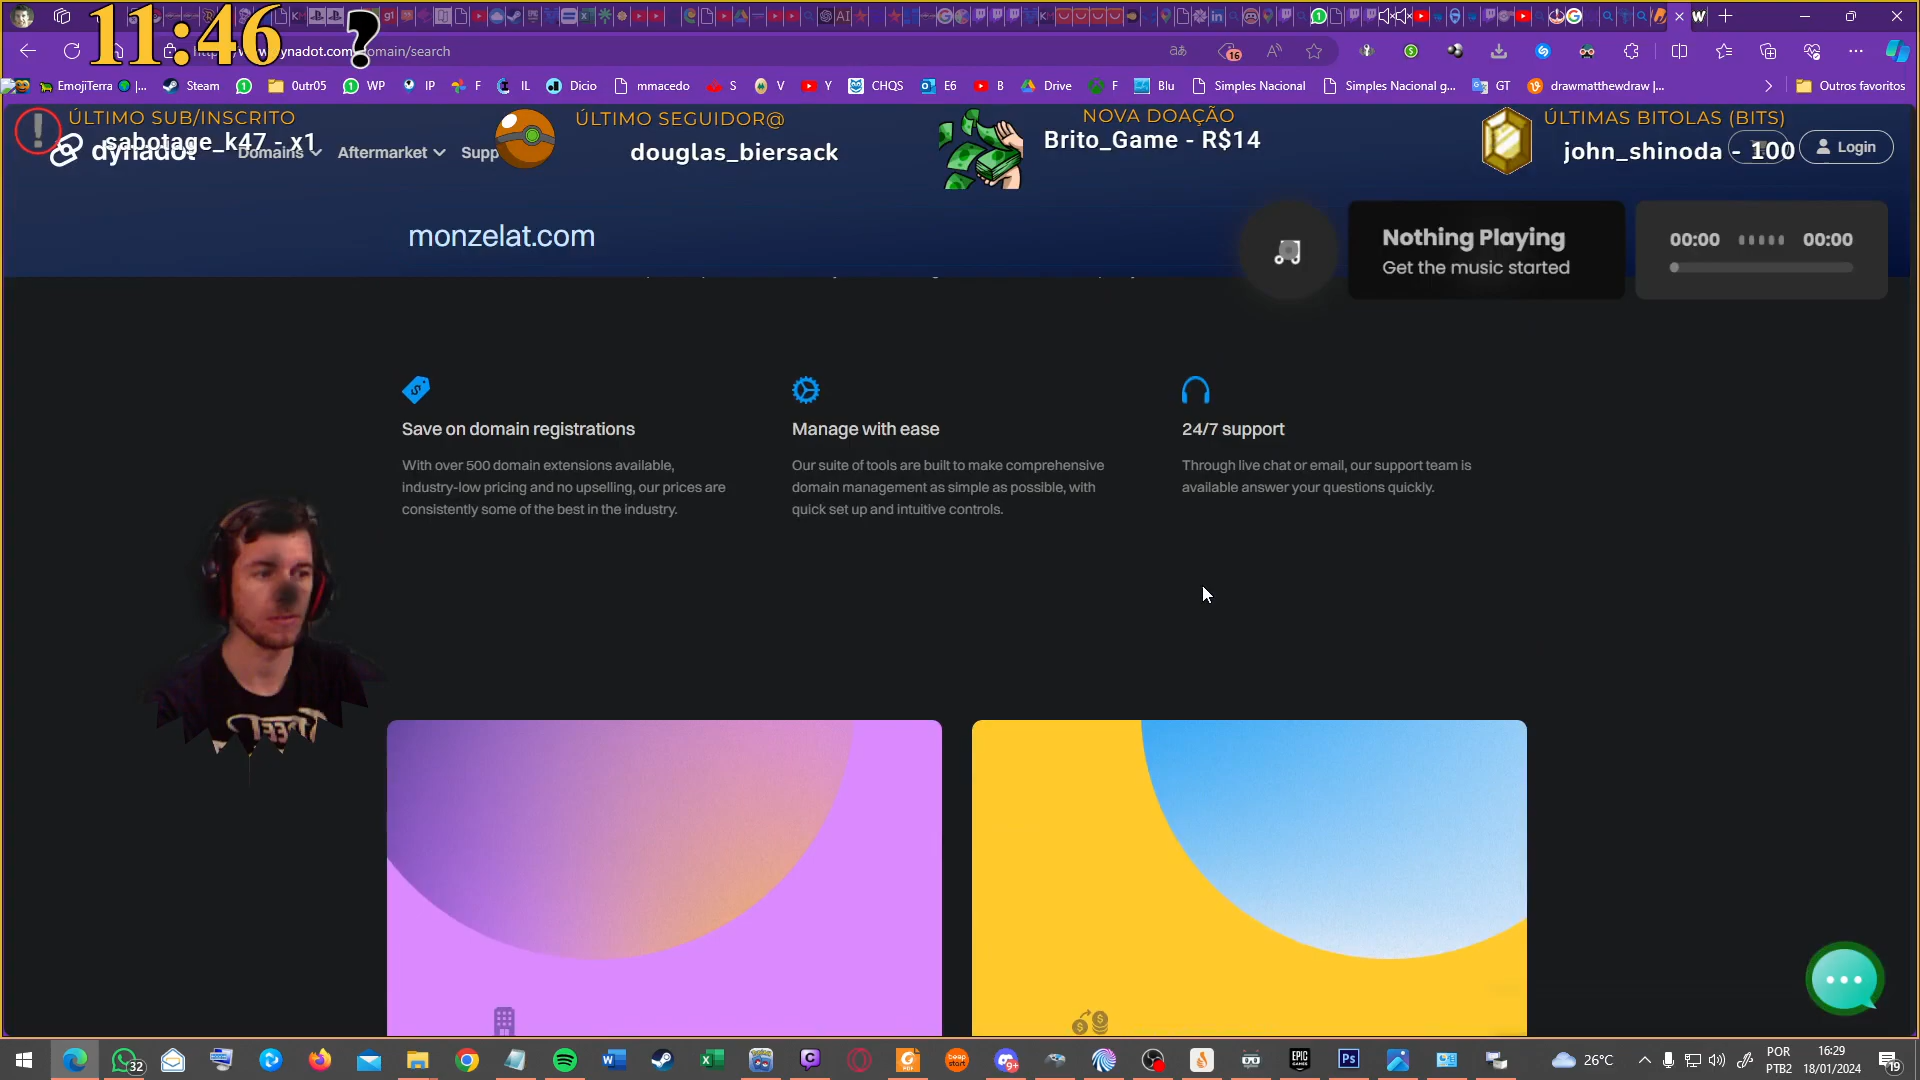 11:46
dynadot.com/domain/search
16
EmojiTerra
|...
Steam
0utr05
WP
IP
F
IL
Dicio
mmacedo
S
V
Y
CHQS
E6
B
Drive
F
Blu
Simples Nacional
Simples Nacional g...
GT
drawmatthewdraw |...
Outros favoritos
ÚLTIMO SUB/INSCRITO
sabotage_k47 - x1
dynadot
Domains
Aftermarket
Supp
ÚLTIMO SEGUIDOR@
douglas_biersack
NOVA DOAÇÃO
Brito_Game - R$14
ÚLTIMAS BITOLAS (BITS)
john_shinoda - 100
Login
monzelat.com
Nothing Playing
Get the music started
00:00
00:00
Save on domain registrations
With over 500 domain extensions available,
industry-low pricing and no upselling, our prices are
consistently some of the best in the industry.
Manage with ease
Our suite of tools are built to make comprehensive
domain management as simple as possible, with
quick set up and intuitive controls.
24/7 support
Through live chat or email, our support team is
available answer your questions quickly.
32
9+
26°C
POR
PTB2
16:29
18/01/2024
19